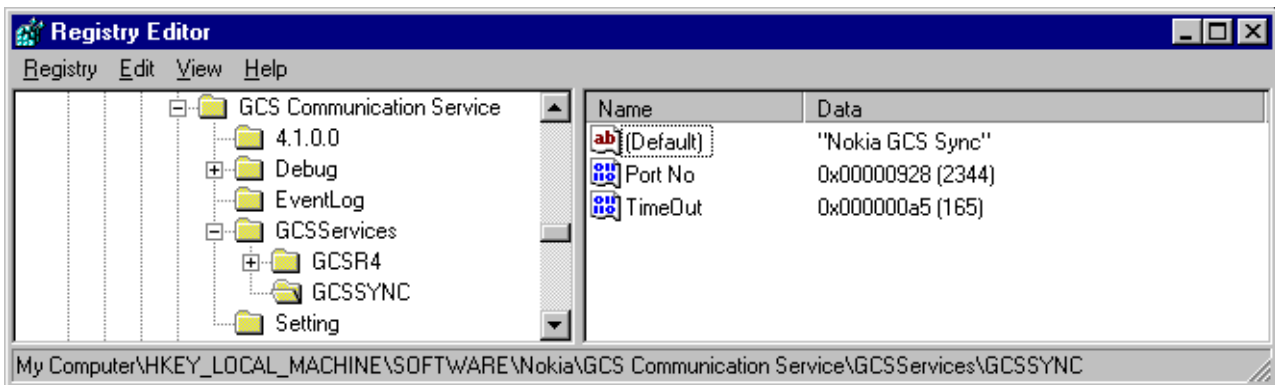 Registry Editor
Registry Edit View Help
GCS Communication Service
4.1.0.0
Debug
EventLog
GCSServices
GCSR4
GCSSYNC
Setting
Name Data
(Default) "Nokia GCS Sync"
Port No 0x00000928 (2344)
TimeOut 0x000000a5 (165)
My Computer\HKEY_LOCAL_MACHINE\SOFTWARE\Nokia\GCS Communication Service\GCSServices\GCSSYNC